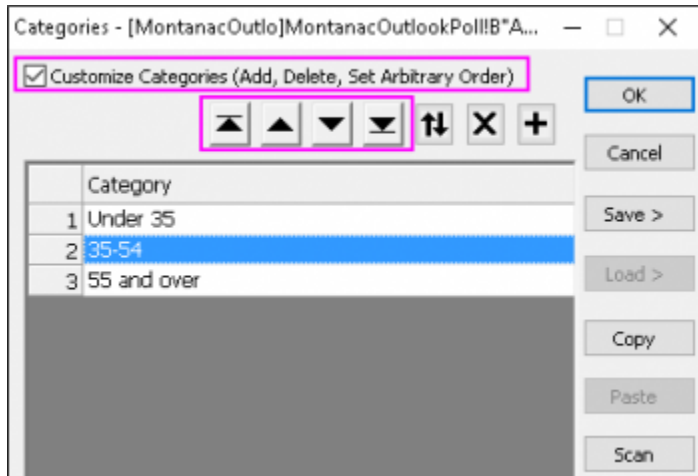 Categories - [MontanacOutlo]MontanacOutlookPoll!B"A...
Customize Categories (Add, Delete, Set Arbitrary Order)
OK
Cancel
Category
1 Under 35
Save >
2 35-54
3 55 and over
Load >
Copy
Paste
Scan